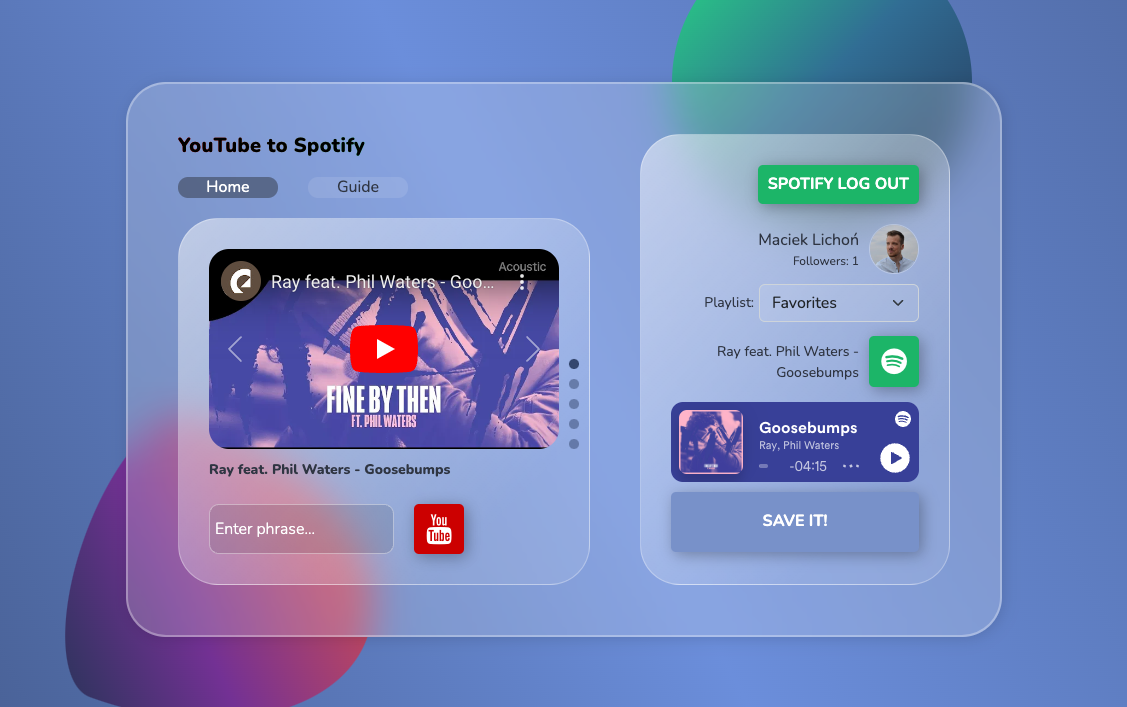 YouTube to Spotify
Home
Guide
Acoustic
Ray feat. Phil Waters - Goo...
FINE BY THEN
FT. PHIL WATERS
Ray feat. Phil Waters - Goosebumps
Enter phrase...
You
Tube
SPOTIFY LOG OUT
Maciek Lichoń
Followers: 1
Playlist:
Favorites
Ray feat. Phil Waters -
Goosebumps
Goosebumps
Ray, Phil Waters
-04:15
SAVE IT!